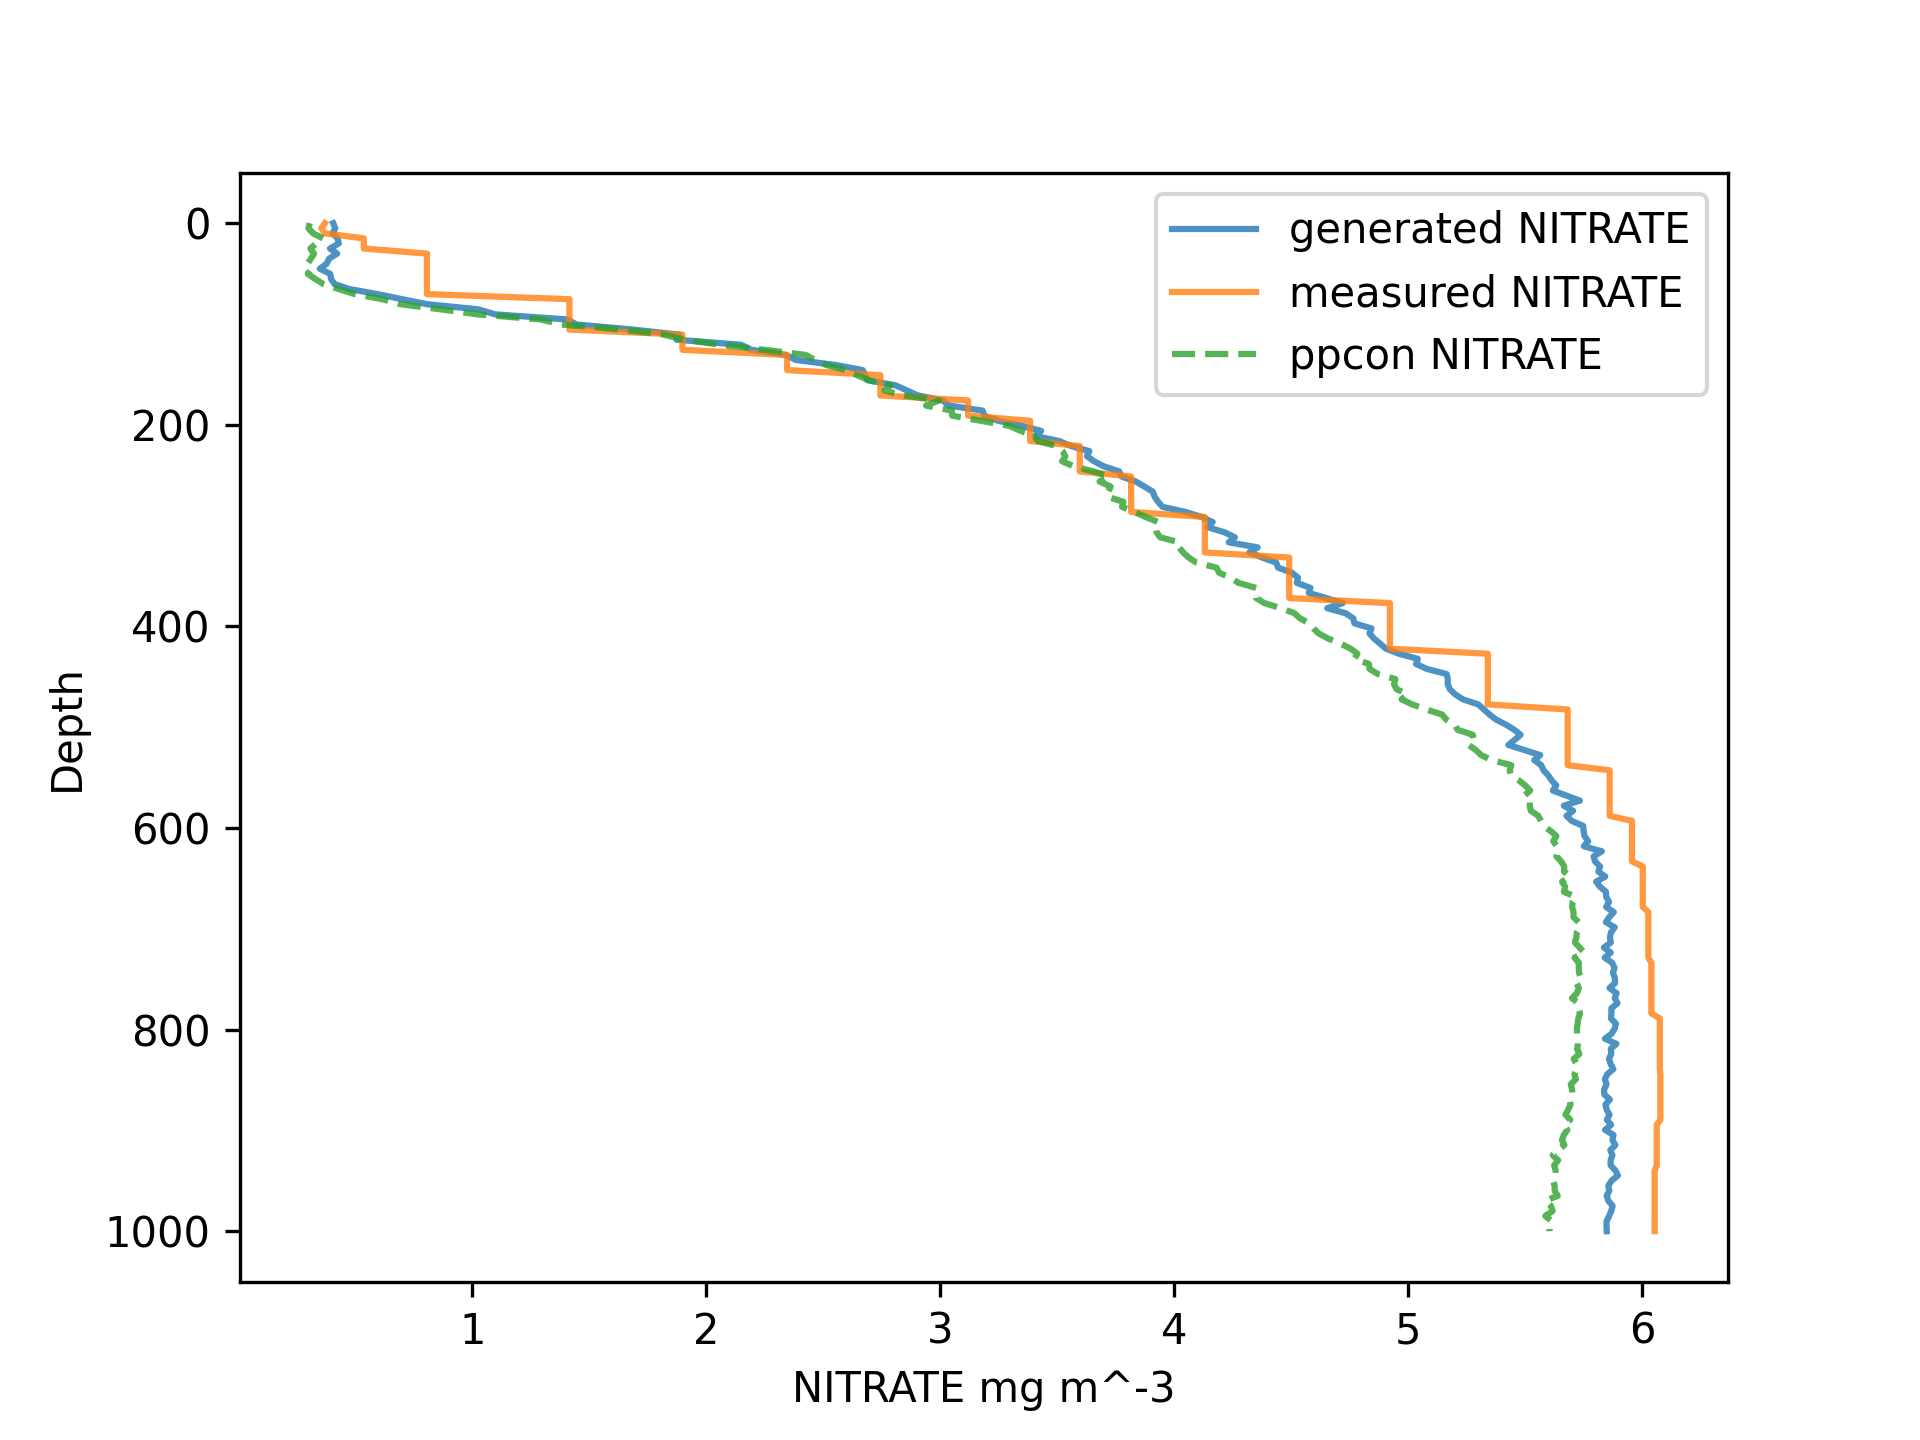 generated NITRATE
measured NITRATE
ppcon NITRATE
0
200
400
600
800
1000
Depth
1 2 3 4 5 6
NITRATE mg m^-3